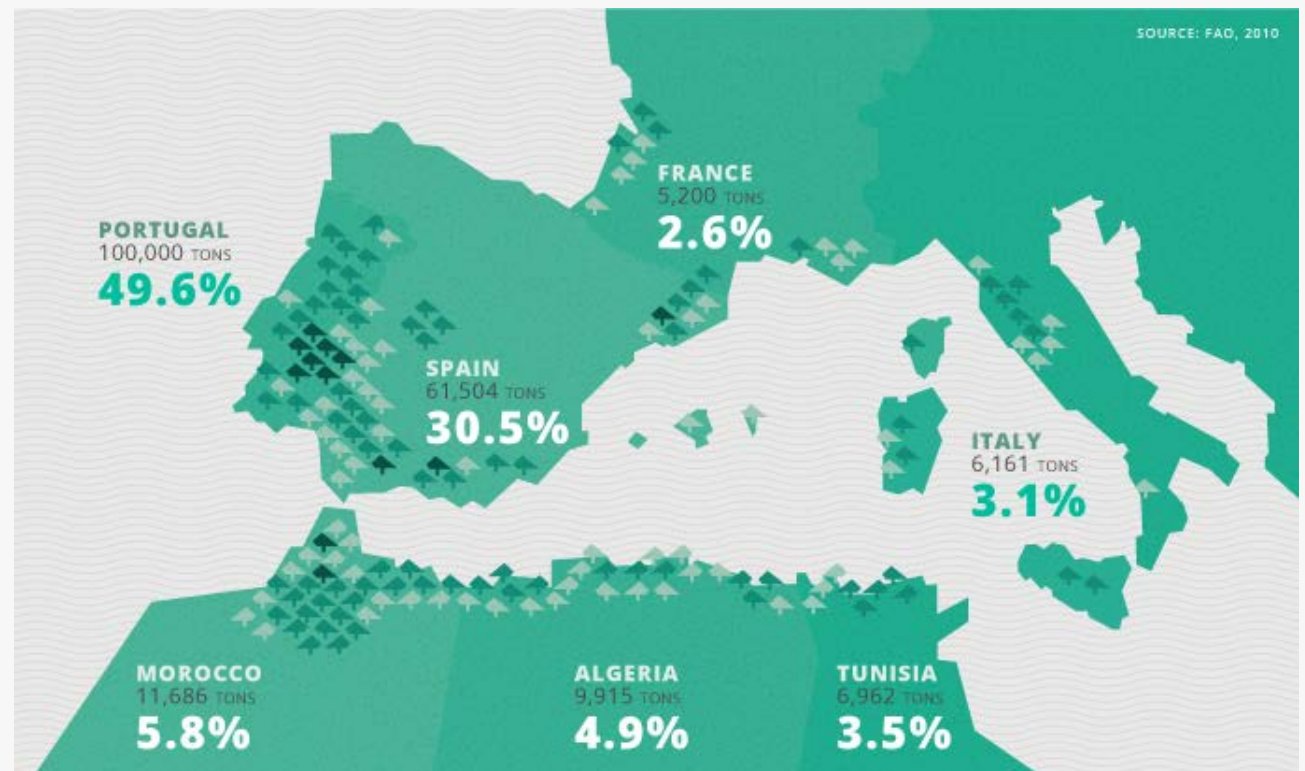 SOURCE: FAO, 2010
FRANCE
5,200 TONS
2.6%
PORTUGAL
100,000 TONS
49.6%
SPAIN
61,504 TONS
30.5%
ITALY
6,161 TONS
3.1%
MOROCCO
11,686 TONS
5.8%
ALGERIA
9,915 TONS
4.9%
TUNISIA
6,962 TONS
3.5%